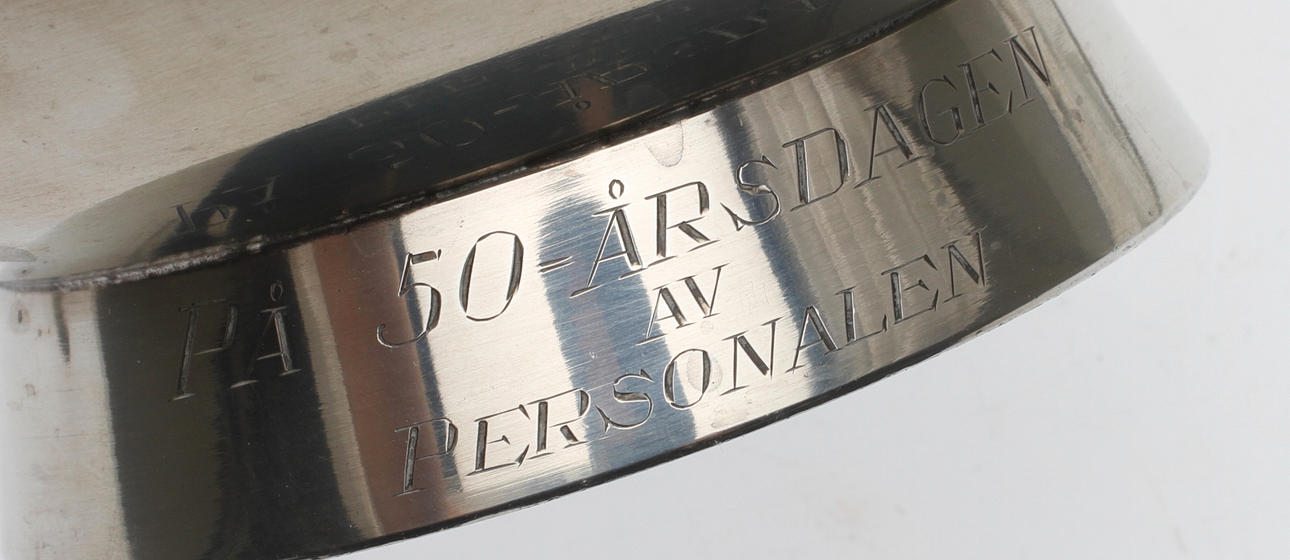 PÅ 50-ÅRSDAGEN
AV
PERSONALEN